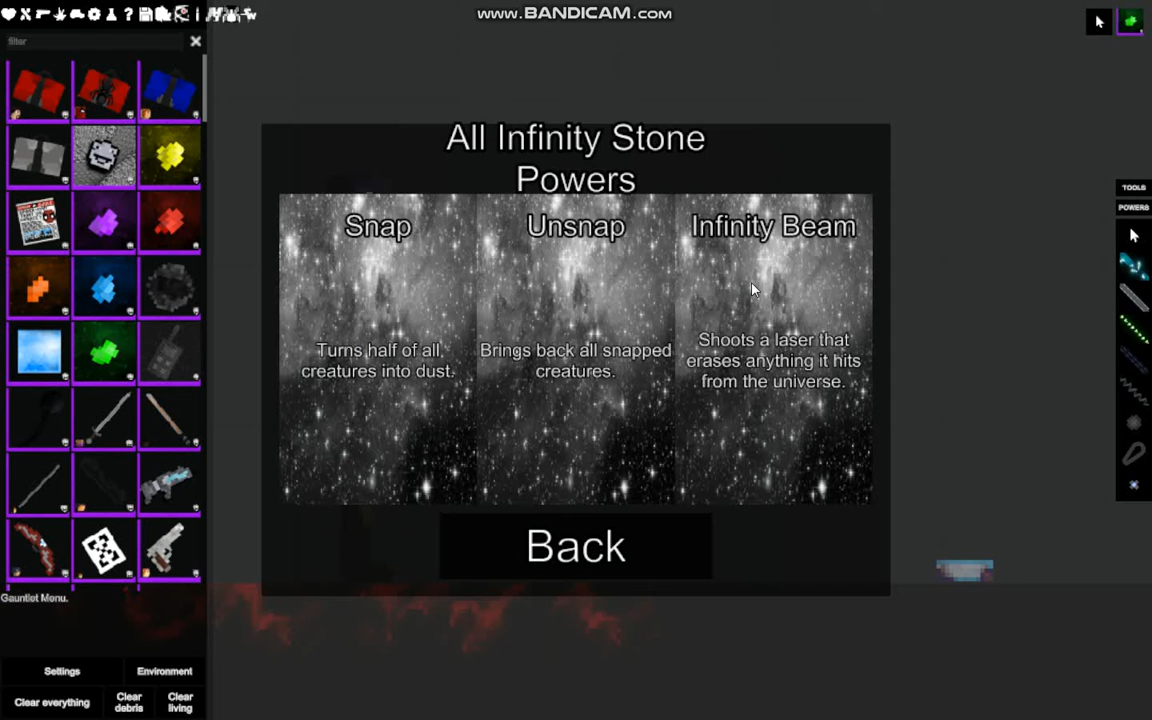 www.BANDICAM.com
filter
All Infinity Stone
Powers
Snap
Turns half of all
creatures into dust.
Unsnap
Brings back all snapped
creatures.
Infinity Beam
Shoots a laser that
erases anything it hits
from the universe.
Back
TOOLS
POWERS
Gauntlet Menu.
Settings
Environment
Clear everything
Clear
debris
Clear
living